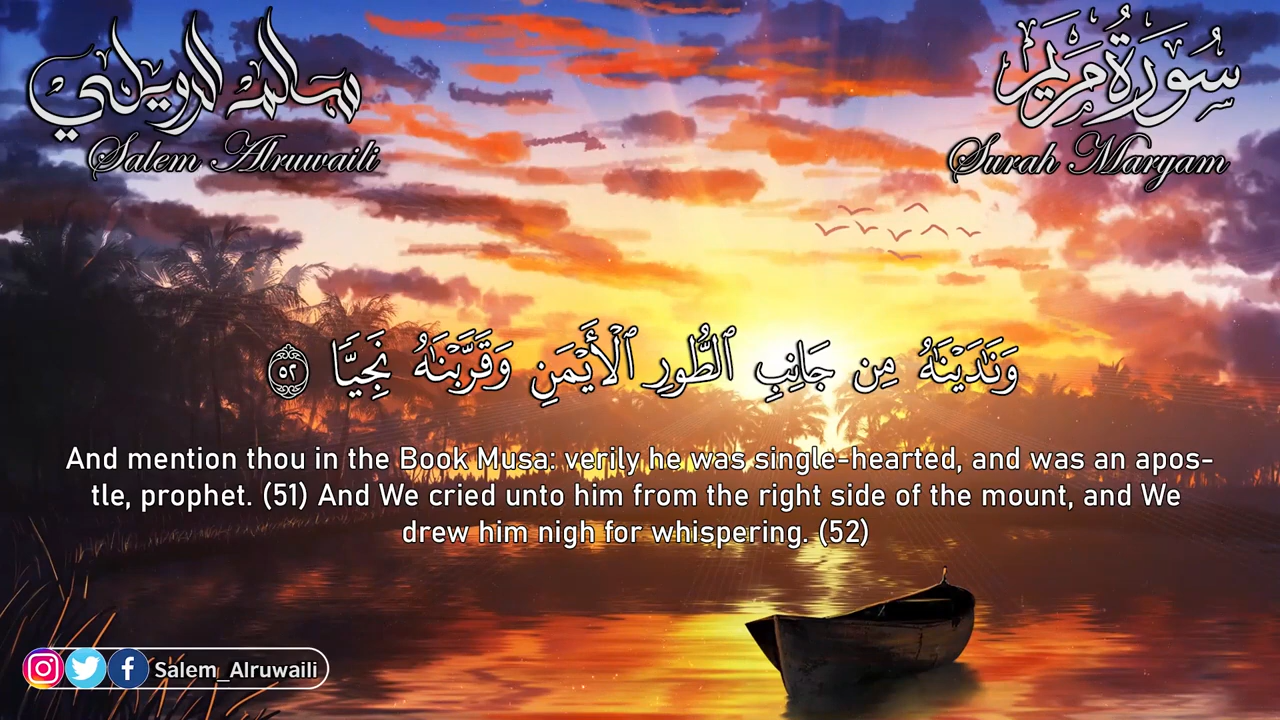 سالم الرويلي
Salem Alruwaili
سُورَةُ مَرْيَم
Surah Maryam
وَنَٰدَيْنَٰهُ مِن جَانِبِ ٱلطُّورِ ٱلْأَيْمَنِ وَقَرَّبْنَٰهُ نَجِيًّا ٥٢
And mention thou in the Book Musa: verily he was single-hearted, and was an apos-
tle, prophet. (51) And We cried unto him from the right side of the mount, and We
drew him nigh for whispering. (52)
Salem_Alruwaili